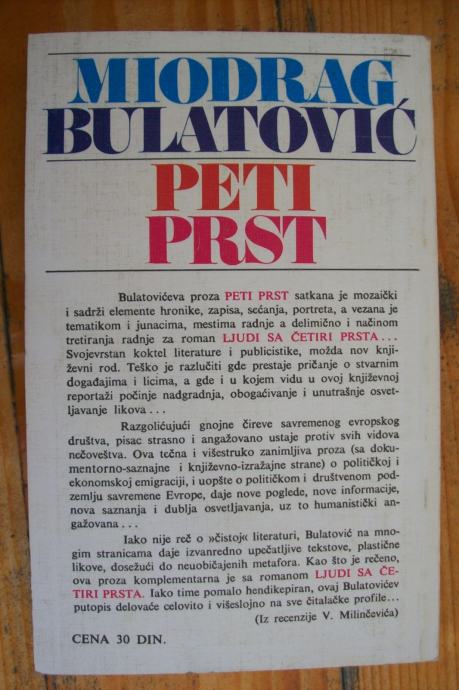 MIODRAG
BULATOVIĆ
PETI
PRST
Bulatovićeva proza PETI PRST satkana je mozaički
i sadrži elemente hronike, zapisa, sećanja, portreta, a vezana je
tematikom i junacima, mestima radnje a delimično i načinom
tretiranja radnje za roman LJUDI SA ČETIRI PRSTA...
Svojevrstan koktel literature i publicistike, možda nov knji-
ževni rod. Teško je razlučiti gde prestaje pričanje o stvarnim
događajima i licima, a gde i u kojem vidu u ovoj književnoj
reportaži počinje nadgradnja, obogaćivanje i unutrašnje osvet-
ljavanje likova...
Razgolićujući gnojne čireve savremenog evropskog
društva, pisac strasno i angažovano ustaje protiv svih vidova
nečoveštva. Ova tečna i višestruko zanimljiva proza (sa doku-
mentorno-saznajne i književno-izražajne strane) o političkoj i
ekonomskoj emigraciji, i uopšte o političkom i društvenom pod-
zemlju savremene Evrope, daje nove poglede, nove informacije,
nova saznanja i dublja osvetljavanja, uz to humanistički an-
gažovana...
Iako nije reč o »čistoj« literaturi, Bulatović na mno-
gim stranicama daje izvanredno upečatljive tekstove, plastične
likove, dosežući do neuobičajenih metafora. Kao što je rečeno,
ova proza komplementarna je sa romanom LJUDI SA ČE-
TIRI PRSTA. Iako time pomalo hendikepiran, ovaj Bulatovićev
putopis delovaće celovito i višeslojno na sve čitalačke profile...
(Iz recenzije V. Milinčevića)
CENA 30 DIN.